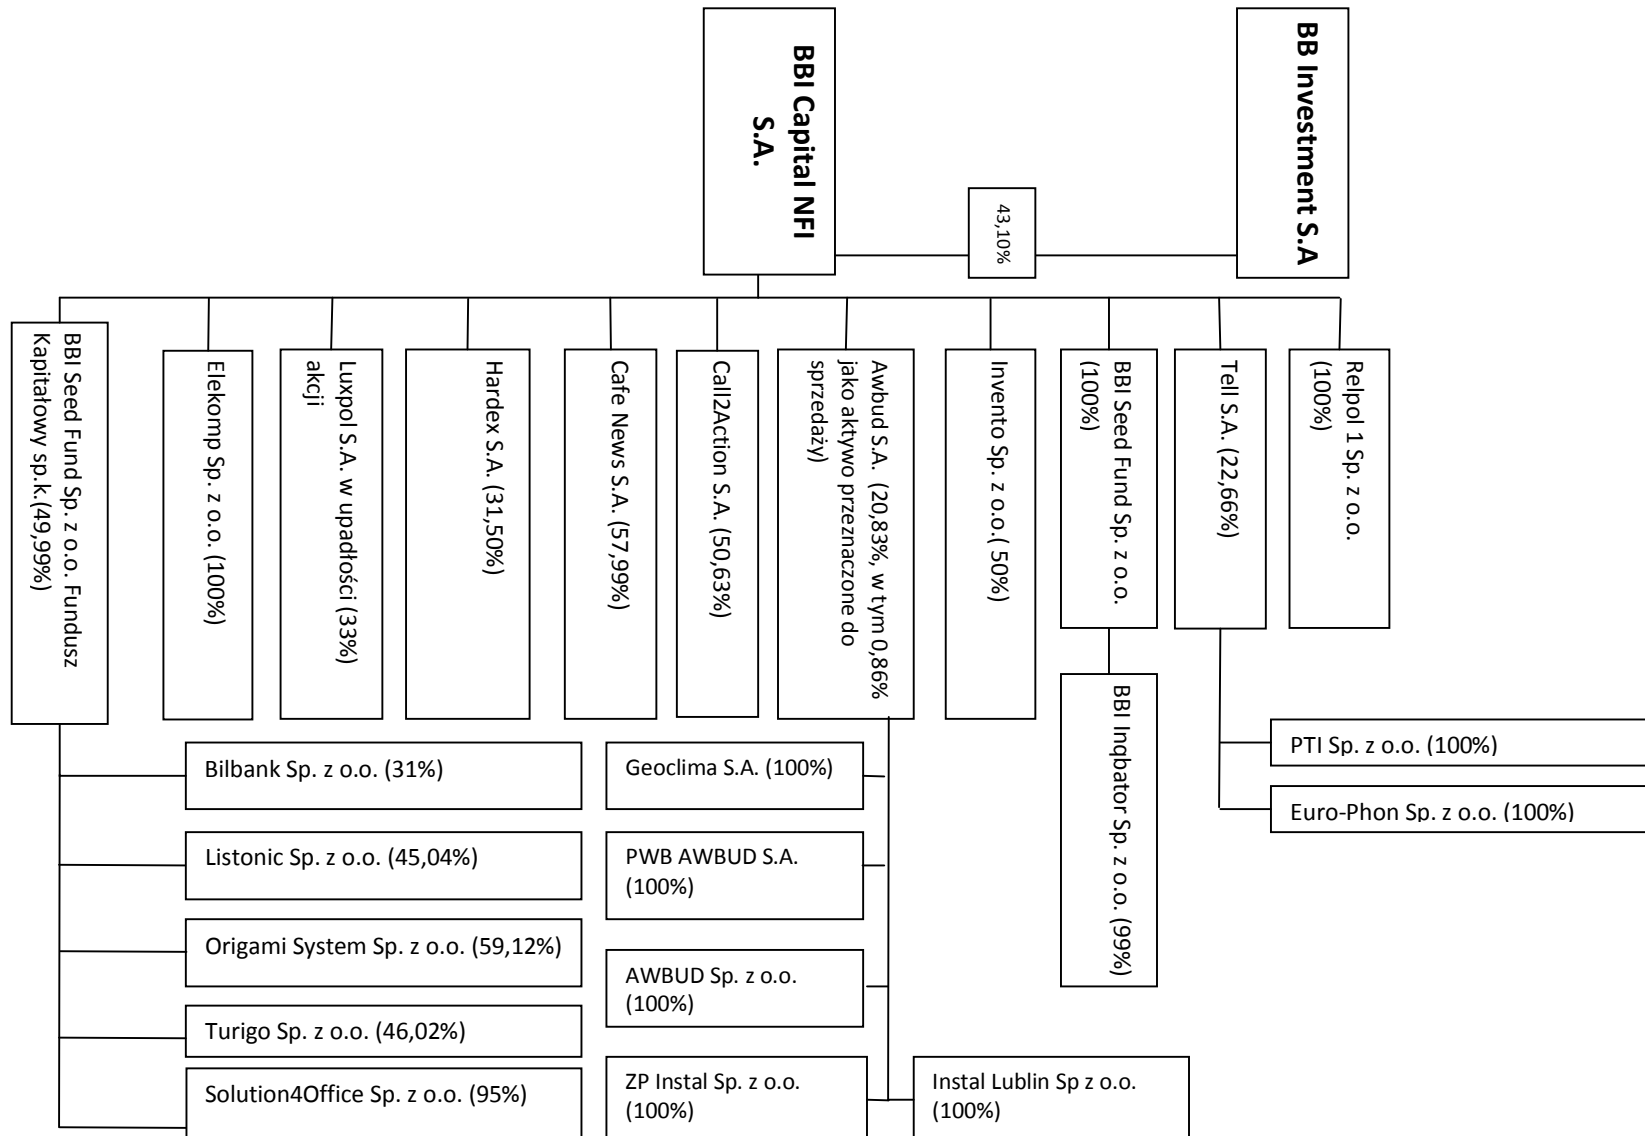 BB Investment S.A
BBI Capital NFI
S.A.
43,10%
BBI Seed Fund Sp. z o.o. Fundusz
Kapitałowy sp.k.(49,99%)
Elekomp Sp. z o.o. (100%)
Luxpol S.A. w upadłości (33%)
akcji
Hardex S.A. (31,50%)
Cafe News S.A. (57,99%)
Call2Action S.A. (50,63%)
Awbud S.A. (20,83%, w tym 0,86%
jako aktywo przeznaczone do
sprzedaży)
Invento Sp. z o.o.( 50%)
BBI Seed Fund Sp. z o.o.
(100%)
Tell S.A. (22,66%)
Relpol 1 Sp. z o.o.
(100%)
BBI Inqbator Sp. z o.o. (99%)
PTI Sp. z o.o. (100%)
Euro-Phon Sp. z o.o. (100%)
Bilbank Sp. z o.o. (31%)
Listonic Sp. z o.o. (45,04%)
Origami System Sp. z o.o. (59,12%)
Turigo Sp. z o.o. (46,02%)
Solution4Office Sp. z o.o. (95%)
Geoclima S.A. (100%)
PWB AWBUD S.A.
(100%)
AWBUD Sp. z o.o.
(100%)
ZP Instal Sp. z o.o.
(100%)
Instal Lublin Sp z o.o.
(100%)